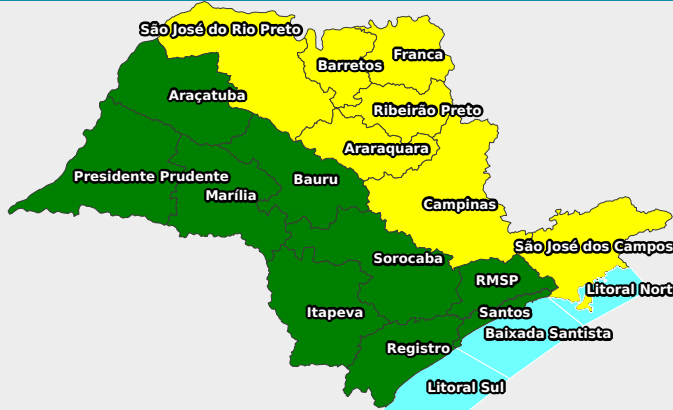 São José do Rio Preto
Franca
Barretos
Araçatuba
Ribeirão Preto
Araraquara
Presidente Prudente
Bauru
Marília
Campinas
São José dos Campos
Sorocaba
RMSP
Litoral Nort
Itapeva
Santos
Baixada Santista
Registro
Litoral Sul